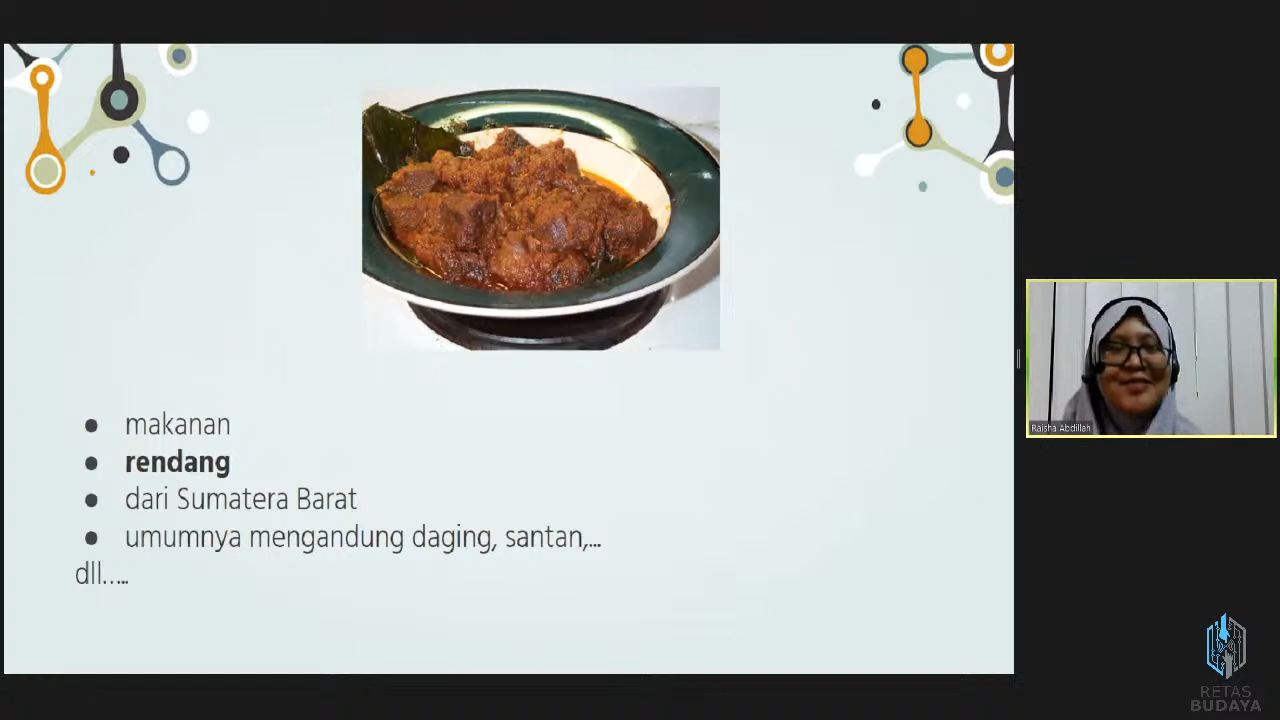 makanan
rendang
dari Sumatera Barat
umumnya mengandung daging, santan,...
dll.....
Raisha Abdillah
RETAS
BUDAYA